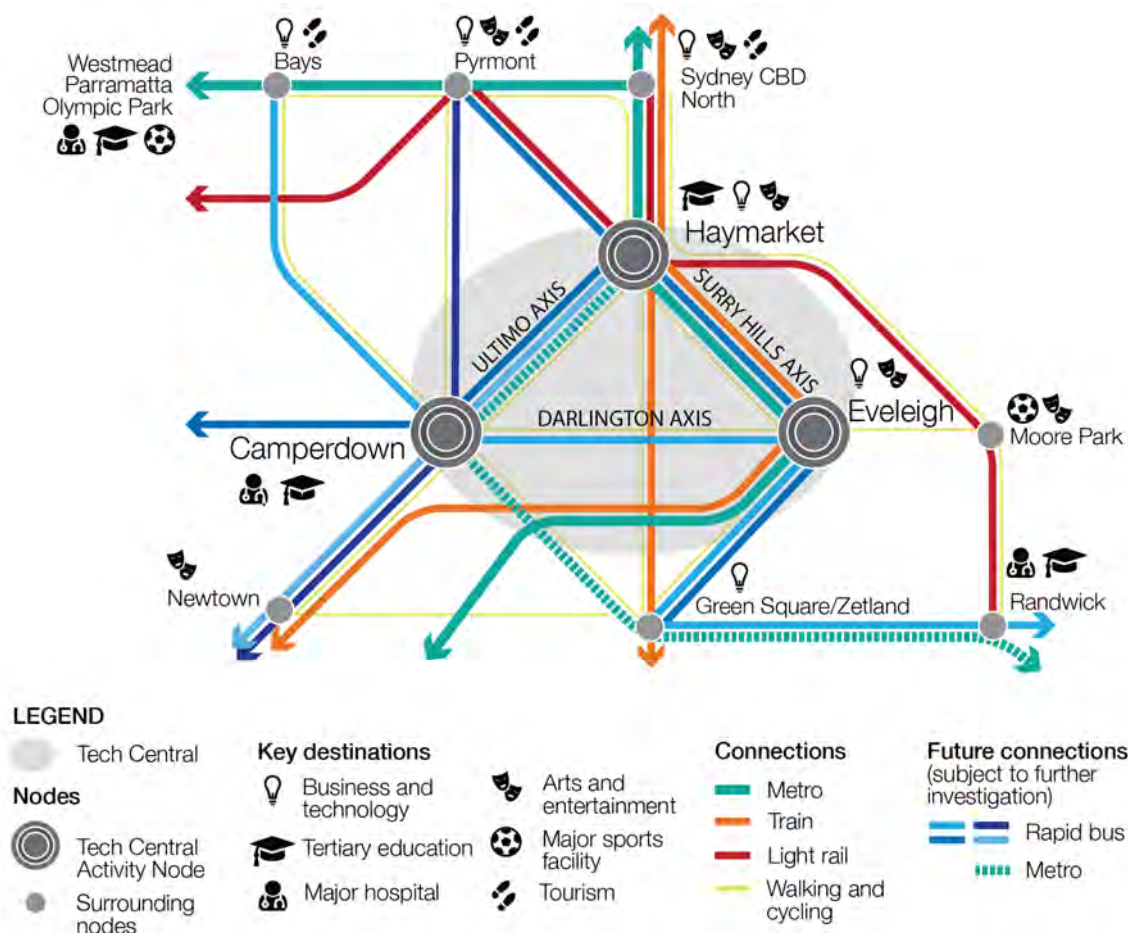 Westmead
Parramatta
Olympic Park
Bays
Pyrmont
Sydney CBD
North
Haymarket
ULTIMO AXIS
SURRY HILLS AXIS
DARLINGTON AXIS
Eveleigh
Camperdown
Moore Park
Newtown
Green Square/Zetland
Randwick
LEGEND
Tech Central
Nodes
Tech Central
Activity Node
Surrounding
nodes
Key destinations
Business and
technology
Tertiary education
Major hospital
Arts and
entertainment
Major sports
facility
Tourism
Connections
Metro
Train
Light rail
Walking and
cycling
Future connections
(subject to further
investigation)
Rapid bus
Metro